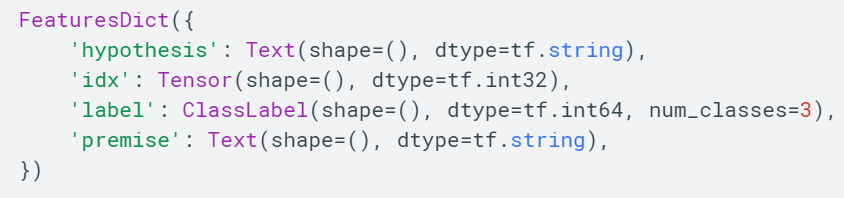 FeaturesDict({
    'hypothesis': Text(shape=(), dtype=tf.string),
    'idx': Tensor(shape=(), dtype=tf.int32),
    'label': ClassLabel(shape=(), dtype=tf.int64, num_classes=3),
    'premise': Text(shape=(), dtype=tf.string),
})